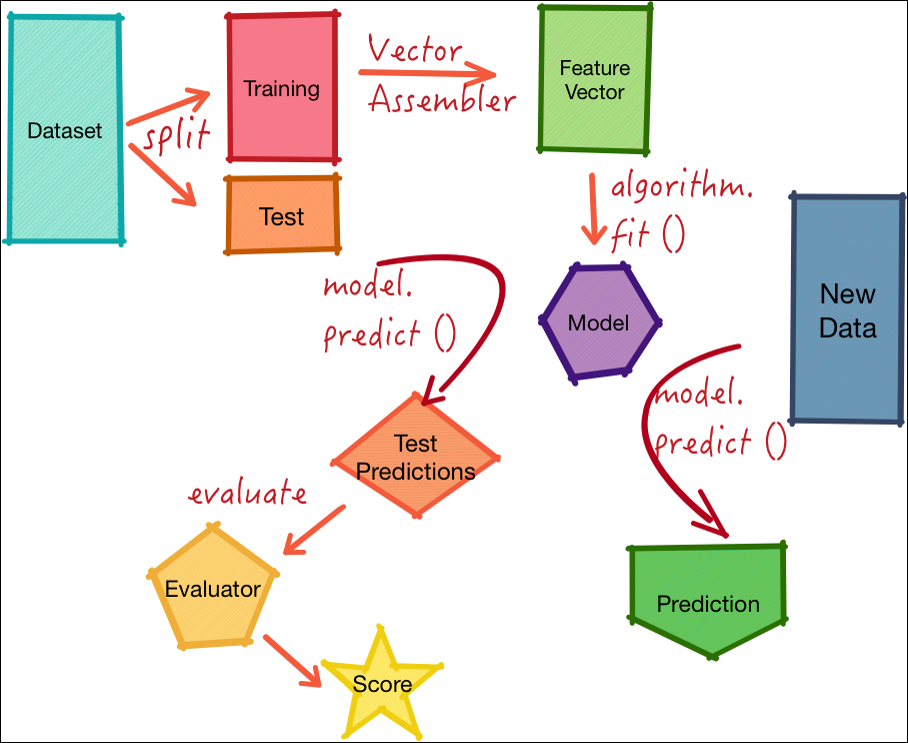 Dataset
split
Training
Test
Vector
Assembler
Feature
Vector
algorithm.
fit ()
Model
New
Data
model.
predict ()
model.
predict ()
Test
Predictions
evaluate
Evaluator
Score
Prediction